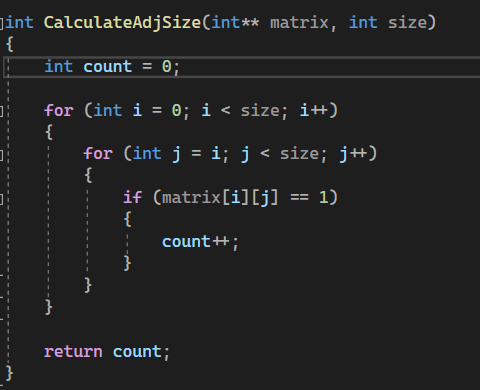 int CalculateAdjSize(int** matrix, int size)
{
    int count = 0;

    for (int i = 0; i < size; i++)
    {
        for (int j = i; j < size; j++)
        {
            if (matrix[i][j] == 1)
            {
                count++;
            }
        }
    }

    return count;
}